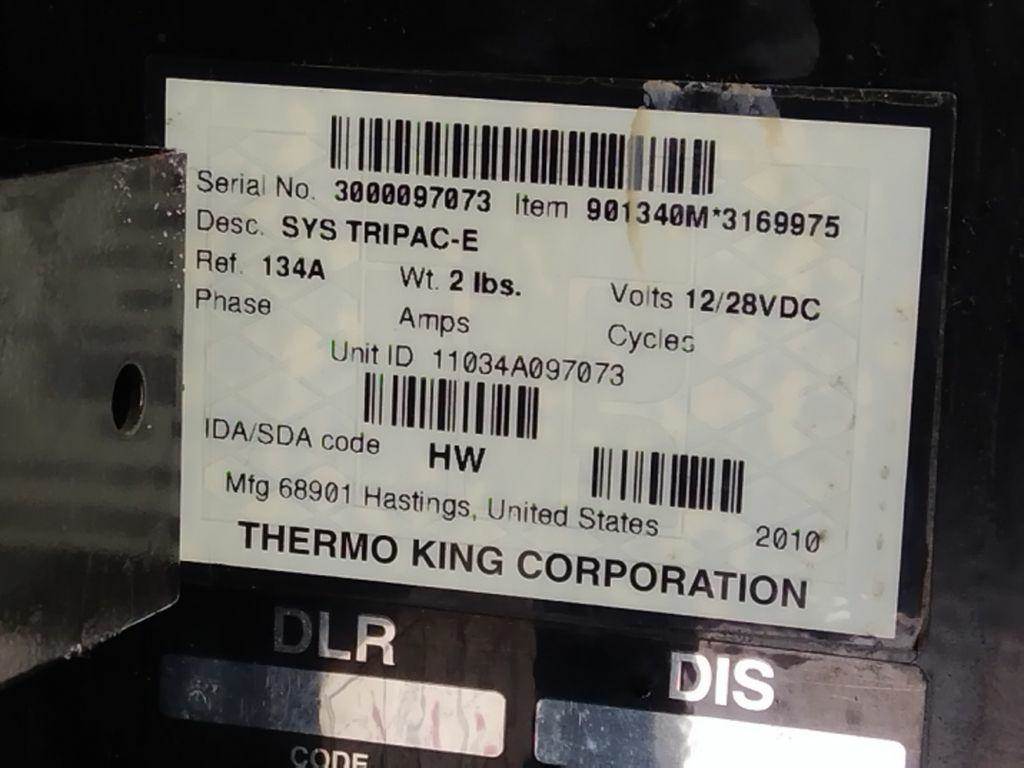 Serial No. 3000097073 Item 901340M*3169975
Desc. SYS TRIPAC-E
Ref. 134A Wt. 2 lbs. Volts 12/28VDC
Phase Amps Cycles
Unit ID 11034A097073
IDA/SDA code HW
Mfg 68901 Hastings, United States 2010
THERMO KING CORPORATION
DLR DIS
CODE